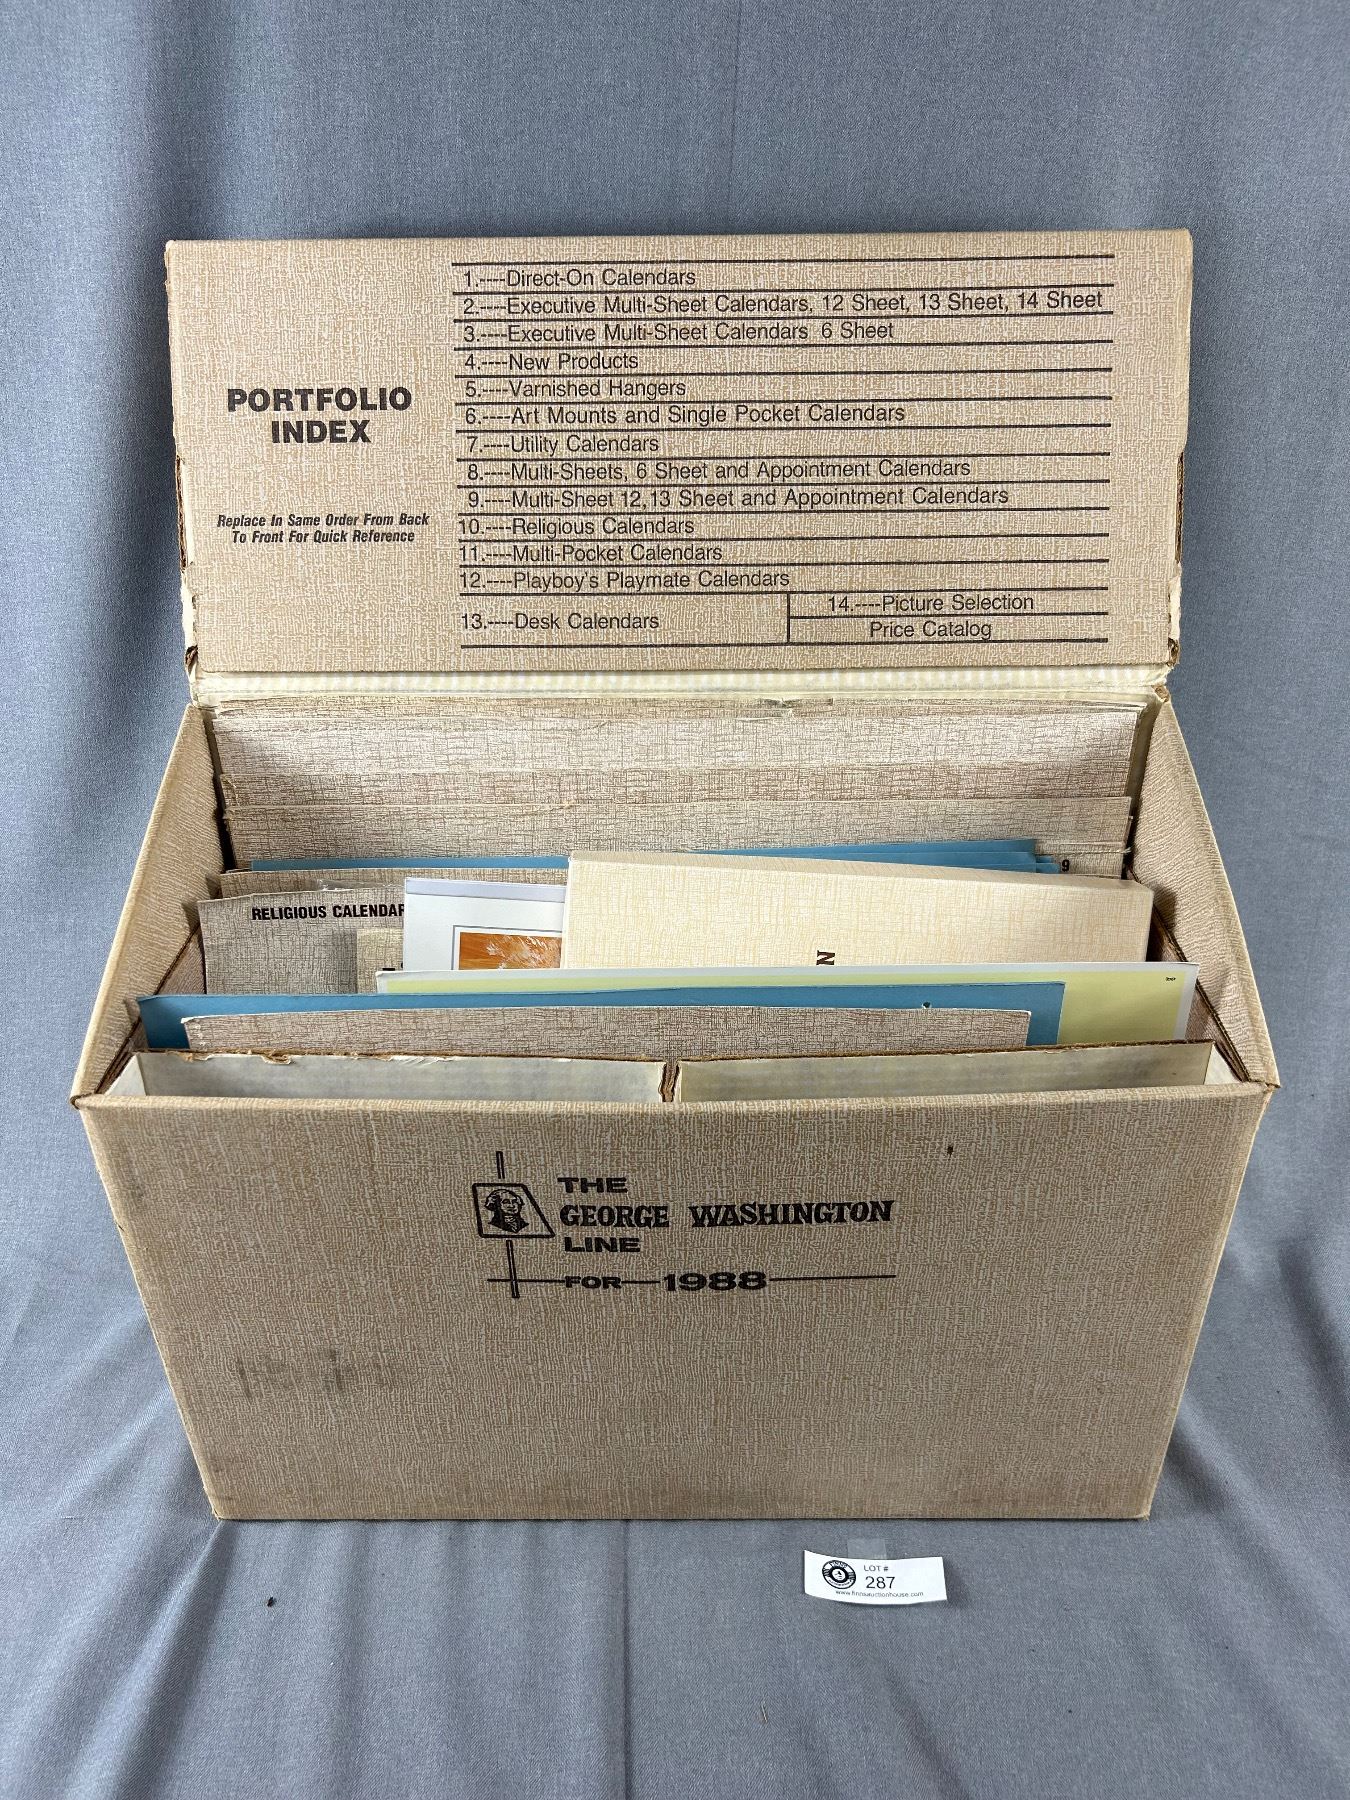 PORTFOLIO
INDEX
Replace In Same Order From Back
To Front For Quick Reference
1.----Direct-On Calendars
2.----Executive Multi-Sheet Calendars, 12 Sheet, 13 Sheet, 14 Sheet
3.----Executive Multi-Sheet Calendars 6 Sheet
4.----New Products
5.----Varnished Hangers
6.----Art Mounts and Single Pocket Calendars
7.----Utility Calendars
8.----Multi-Sheets, 6 Sheet and Appointment Calendars
9.----Multi-Sheet 12,13 Sheet and Appointment Calendars
10.----Religious Calendars
11.----Multi-Pocket Calendars
12.----Playboy's Playmate Calendars
13.----Desk Calendars
14.----Picture Selection
Price Catalog
9
RELIGIOUS CALENDAR
N
THE
GEORGE WASHINGTON
LINE
FOR 1988
LOT #
287
www.finnsauctionhouse.com